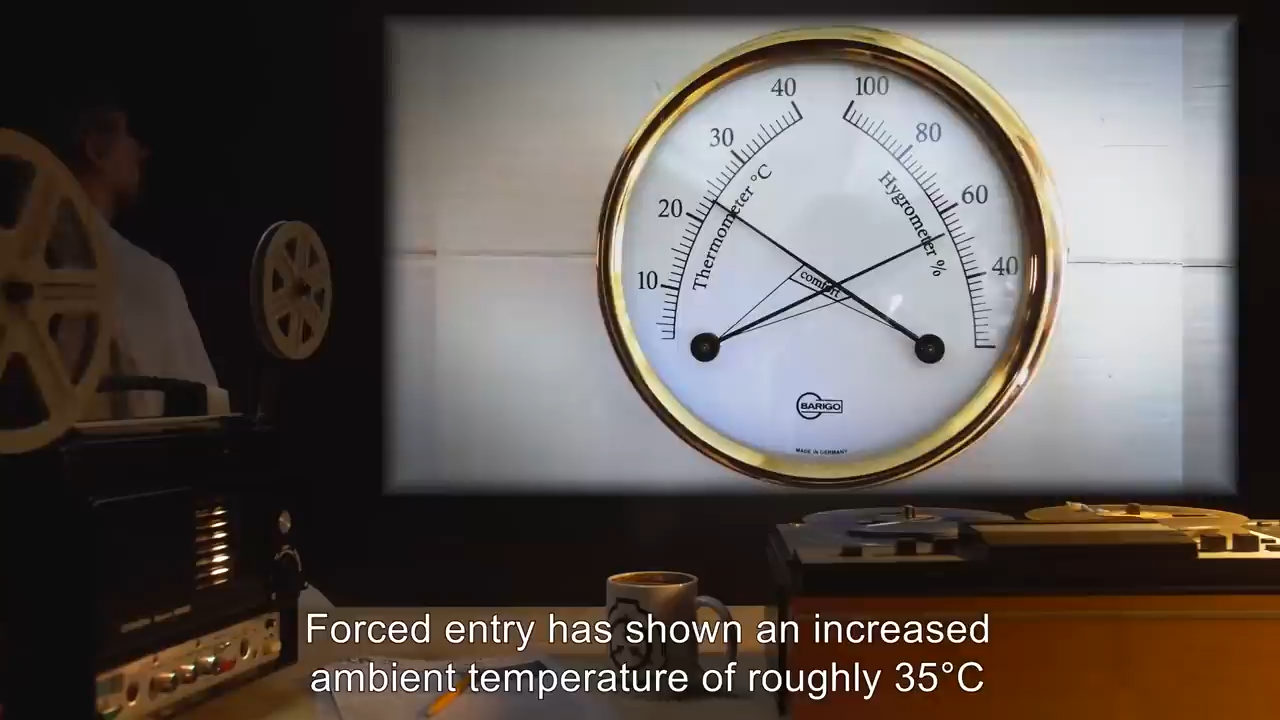 40 100
30 80
20 60
10 40
Thermometer °C
Hygrometer %
comfort
BARIGO
MADE IN GERMANY
Forced entry has shown an increased
ambient temperature of roughly 35°C